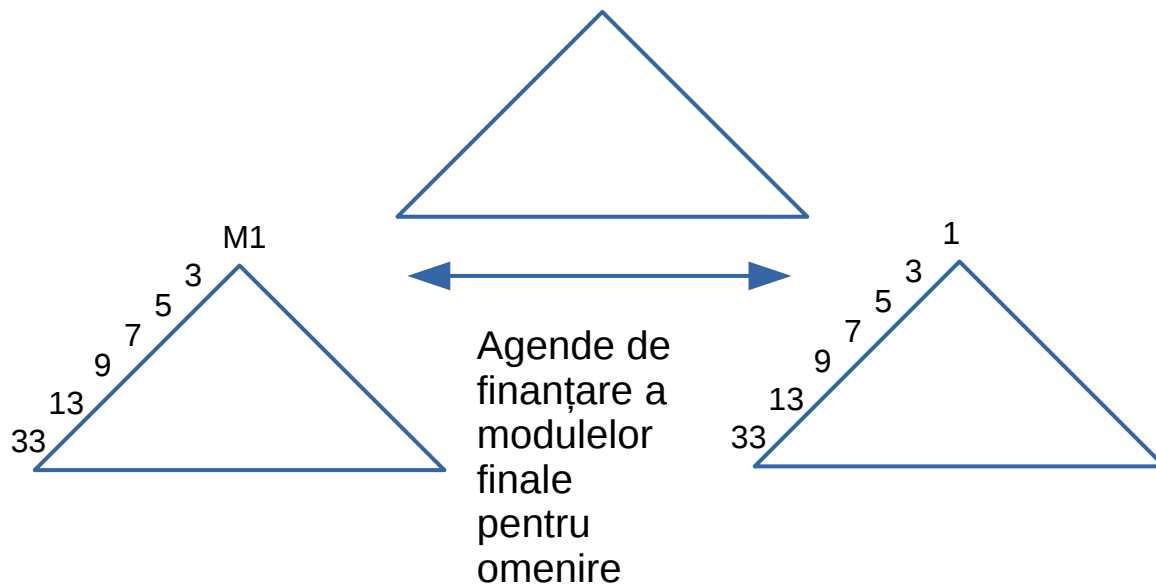 M1
3
5
7
9
13
33
Agende de
finanțare a
modulelor
finale
pentru
omenire
1
3
5
7
9
13
33